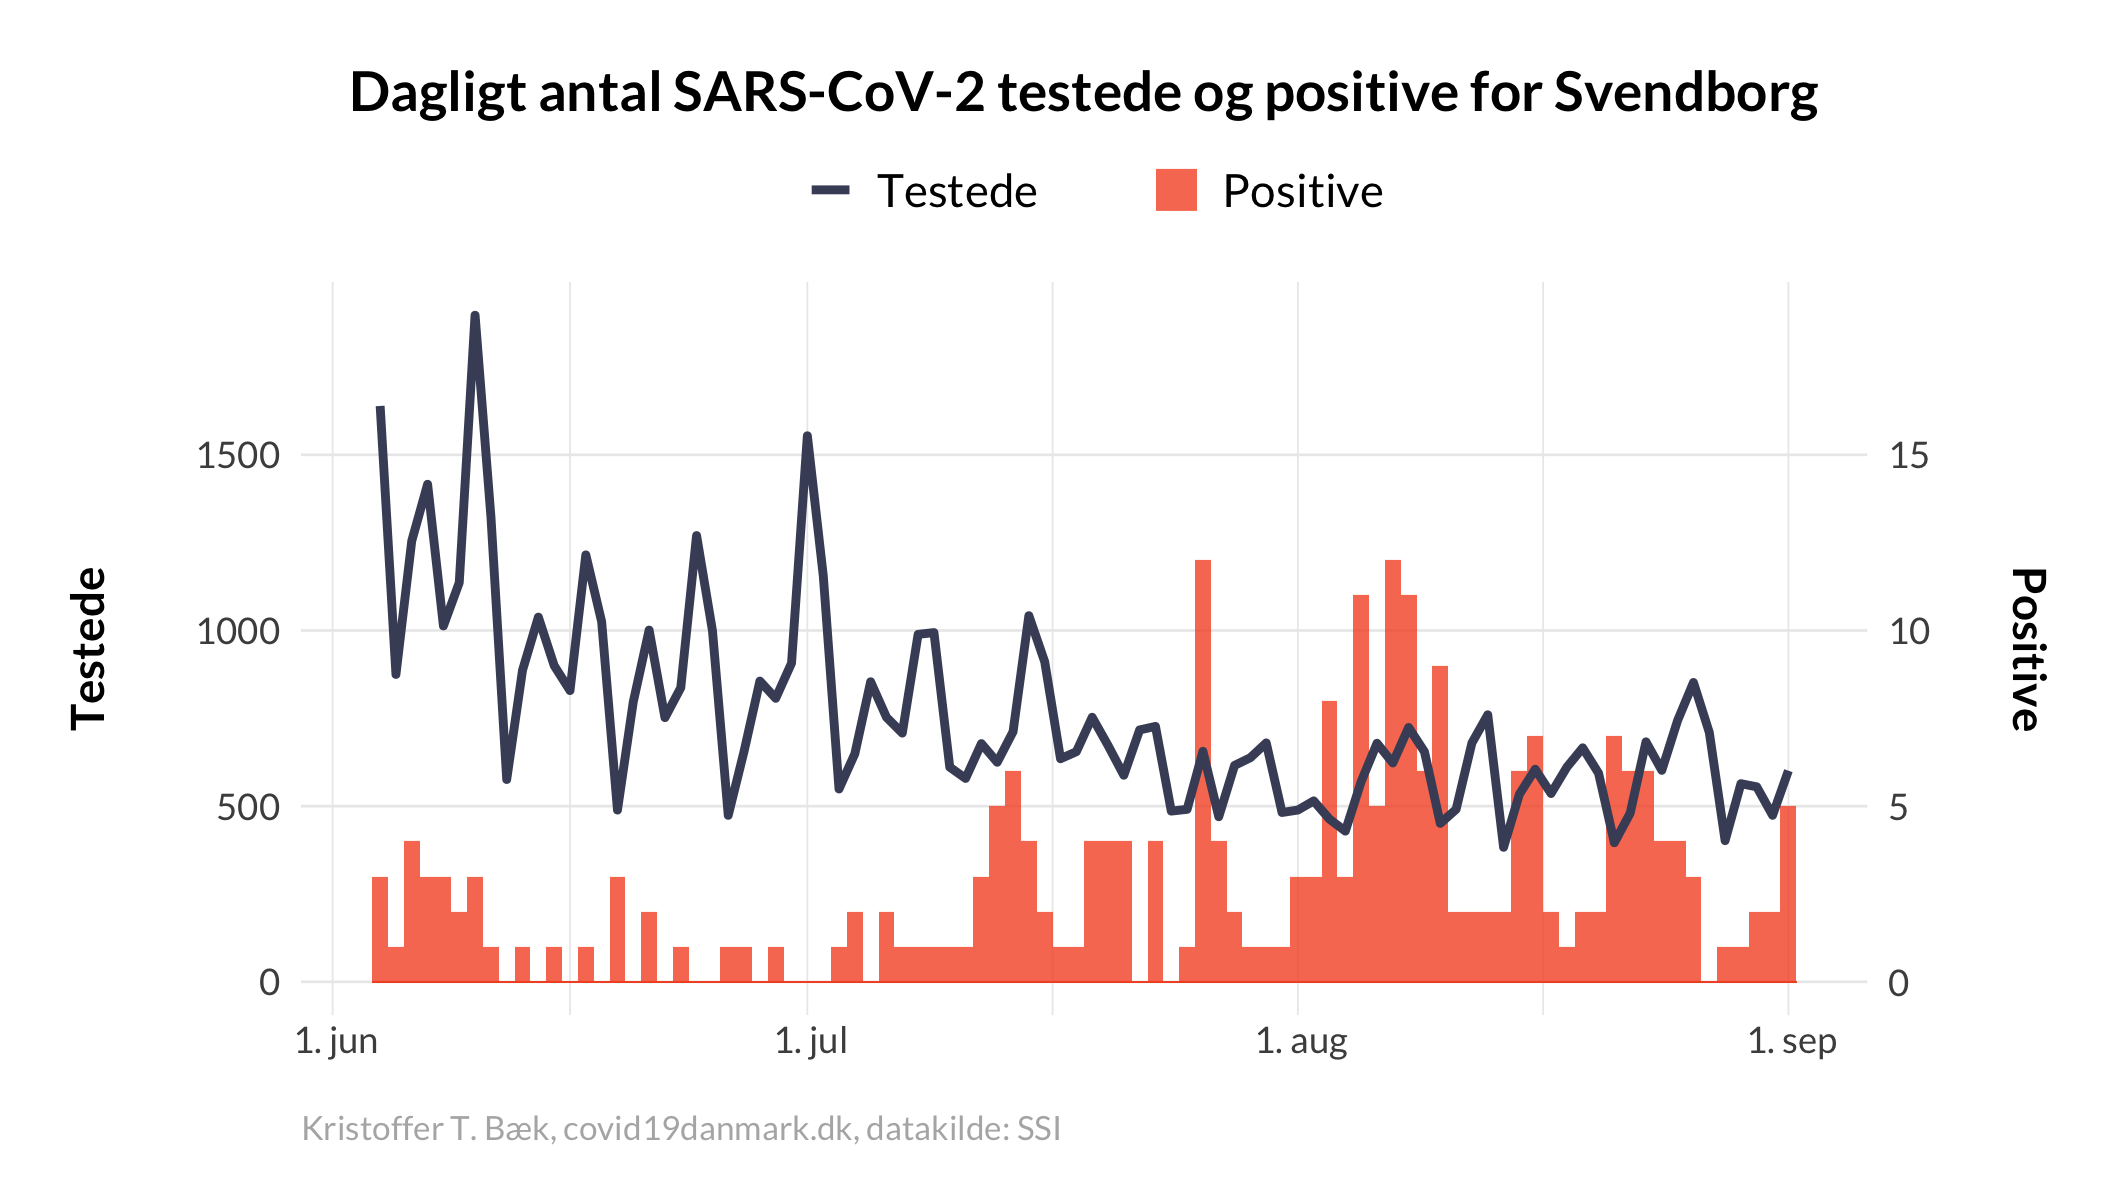 Dagligt antal SARS-CoV-2 testede og positive for Svendborg
Testede
Positive
Testede
1500
1000
500
0
15
10
5
0
Positive
1. jun
1. jul
1. aug
1. sep
Kristoffer T. Bæk, covid19danmark.dk, datakilde: SSI